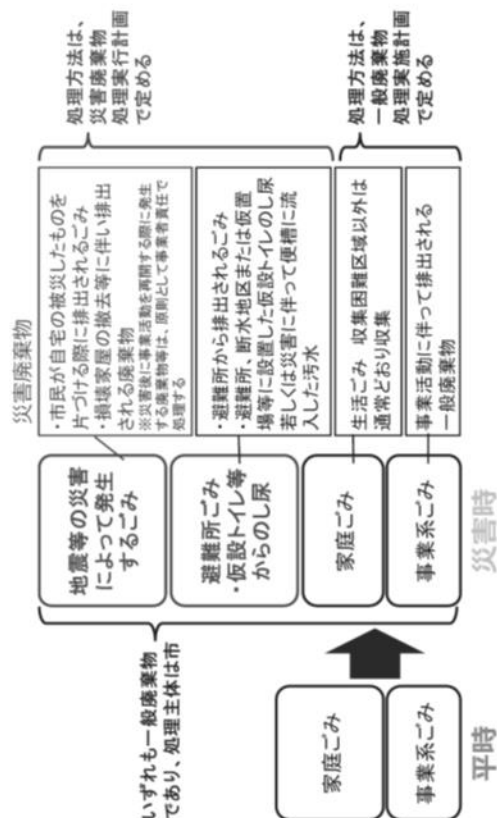 いずれも一般廃棄物
であり、処理主体は市
家庭ごみ
事業系ごみ
平時
地震等の災害
によって発生
するごみ
避難所ごみ
・仮設トイレ等
からのし尿
家庭ごみ
事業系ごみ
災害時
災害廃棄物
・市民が自宅の被災したものを
片づける際に排出されるごみ
・損壊家屋の撤去等に伴い排出
される廃棄物
※災害後に事業活動を再開する際に発生
する廃棄物等は、原則として事業者責任で
処理する
・避難所から排出されるごみ
・避難所、断水地区または仮置
場等に設置した仮設トイレのし尿
若しくは災害に伴って便槽に流
入した汚水
生活ごみ 収集困難区域以外は
通常どおり収集
事業活動に伴って排出される
一般廃棄物
処理方法は、
災害廃棄物
処理実行計画
で定める
処理方法は、
一般廃棄物
処理実施計画
で定める